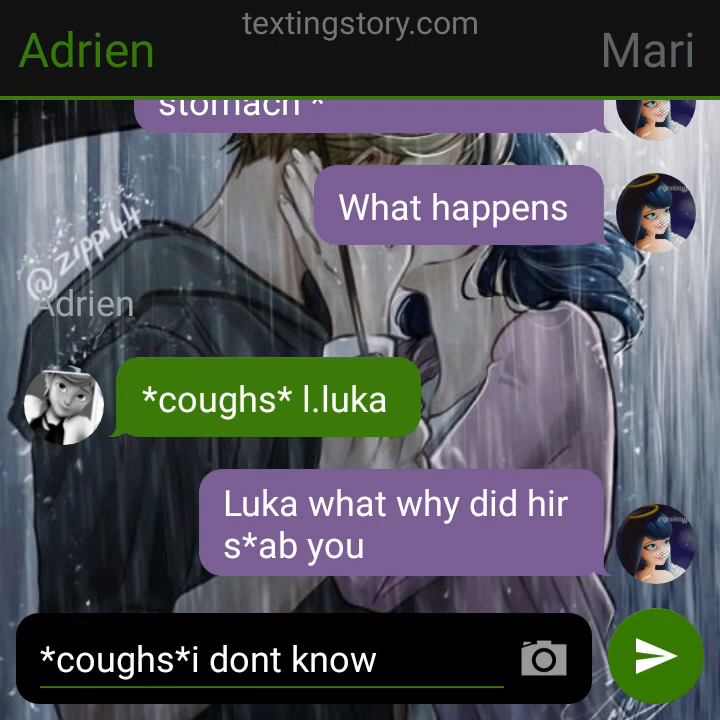 textingstory.com
Adrien
Mari
stomach *
What happens
@zippi44
Adrien
*coughs* l.luka
Luka what why did hir
s*ab you
*coughs*i dont know